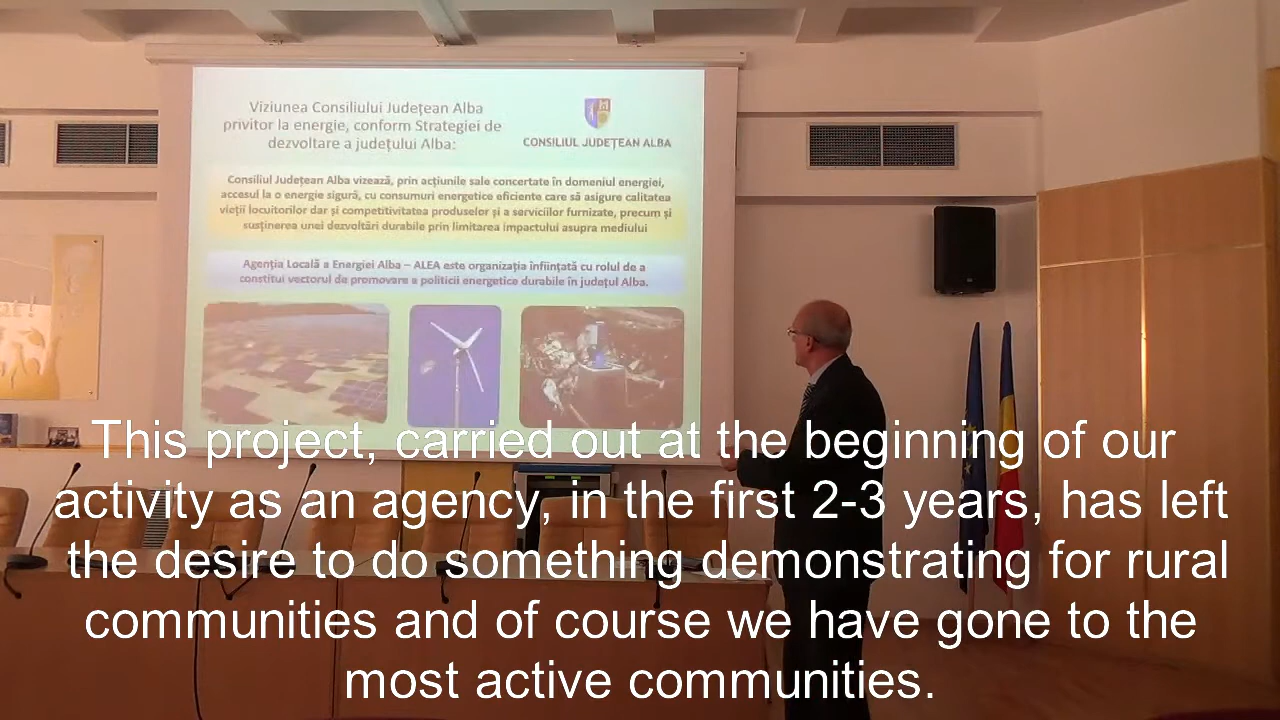 Viziunea Consiliului Județean Alba
privitor la energie, conform Strategiei de
dezvoltare a județului Alba:
CONSILIUL JUDEȚEAN ALBA
Consiliul Județean Alba vizează, prin acțiunile sale concertate în domeniul energiei,
accesul la o energie sigură, cu consumuri energetice eficiente care să asigure calitatea
vieții locuitorilor dar și competitivitatea produselor și a serviciilor furnizate, precum și
susținerea unei dezvoltări durabile prin limitarea impactului asupra mediului
Agenția Locală a Energiei Alba – ALEA este organizația înființată cu rolul de a
constitui vectorul de promovare a politicii energetice durabile în județul Alba.
This project, carried out at the beginning of our
activity as an agency, in the first 2-3 years, has left
the desire to do something demonstrating for rural
communities and of course we have gone to the
most active communities.